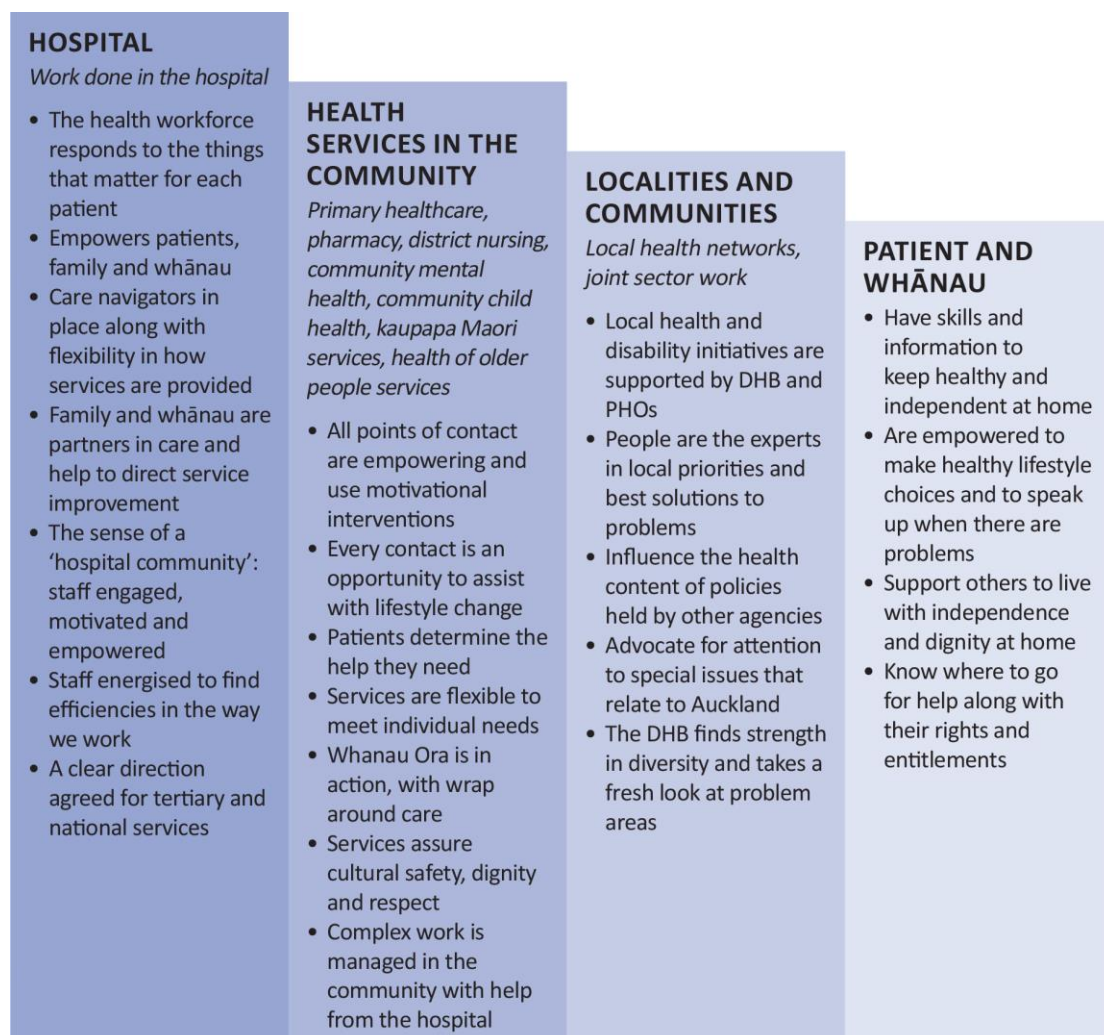 HOSPITAL
Work done in the hospital
• The health workforce
responds to the things
that matter for each
patient
• Empowers patients,
family and whānau
• Care navigators in
place along with
flexibility in how
services are provided
• Family and whānau are
partners in care and
help to direct service
improvement
• The sense of a
‘hospital community’:
staff engaged,
motivated and
empowered
• Staff energised to find
efficiencies in the way
we work
• A clear direction
agreed for tertiary and
national services
HEALTH
SERVICES IN THE
COMMUNITY
Primary healthcare,
pharmacy, district nursing,
community mental
health, community child
health, kaupapa Maori
services, health of older
people services
• All points of contact
are empowering and
use motivational
interventions
• Every contact is an
opportunity to assist
with lifestyle change
• Patients determine the
help they need
• Services are flexible to
meet individual needs
• Whanau Ora is in
action, with wrap
around care
• Services assure
cultural safety, dignity
and respect
• Complex work is
managed in the
community with help
from the hospital
LOCALITIES AND
COMMUNITIES
Local health networks,
joint sector work
• Local health and
disability initiatives are
supported by DHB and
PHOs
• People are the experts
in local priorities and
best solutions to
problems
• Influence the health
content of policies
held by other agencies
• Advocate for attention
to special issues that
relate to Auckland
• The DHB finds strength
in diversity and takes a
fresh look at problem
areas
PATIENT AND
WHĀNAU
• Have skills and
information to
keep healthy and
independent at home
• Are empowered to
make healthy lifestyle
choices and to speak
up when there are
problems
• Support others to live
with independence
and dignity at home
• Know where to go
for help along with
their rights and
entitlements